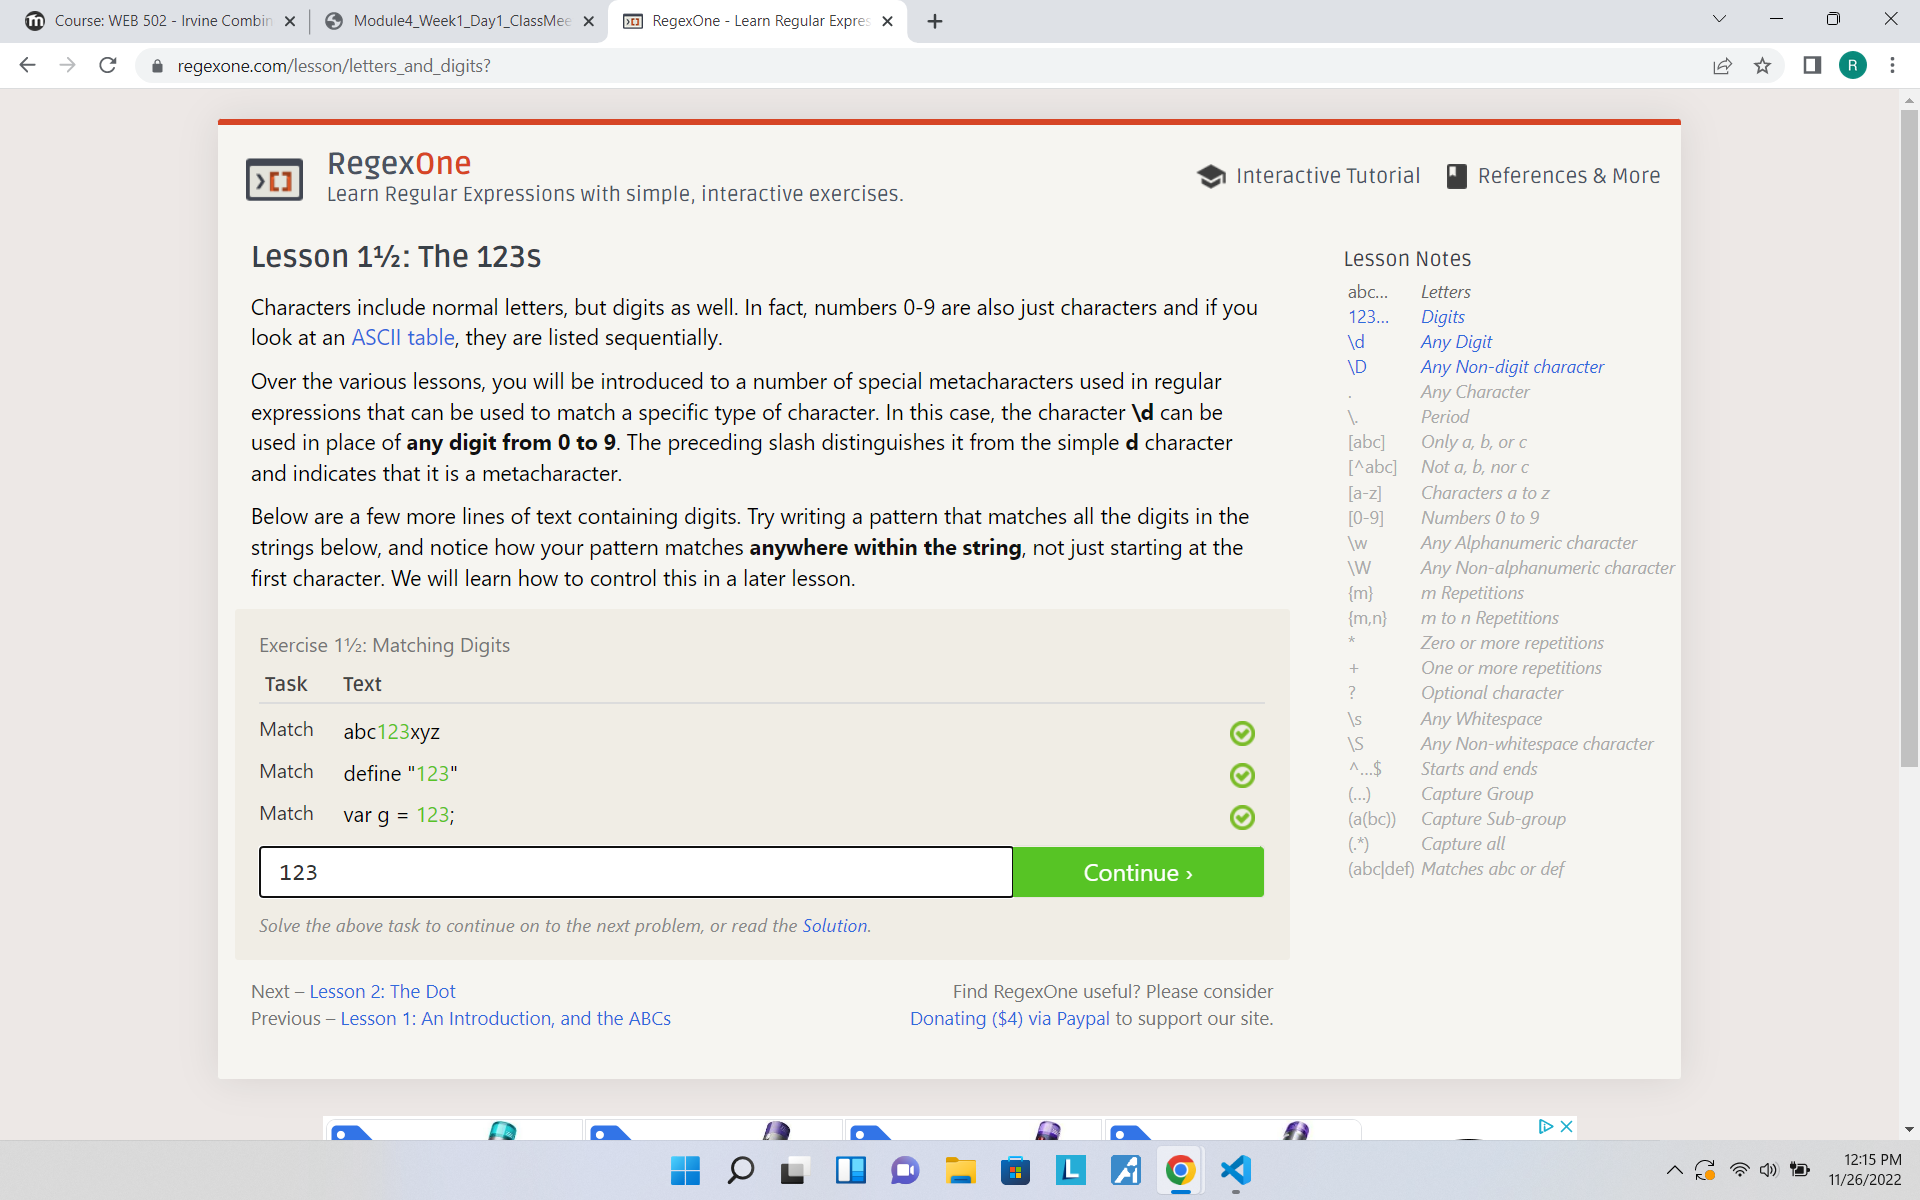 Course: WEB 502 - Irvine Combin
Module4_Week1_Day1_ClassMee
RegexOne - Learn Regular Expres
regexone.com/lesson/letters_and_digits?
R
RegexOne
Learn Regular Expressions with simple, interactive exercises.
Interactive Tutorial
References & More
Lesson 1½: The 123s
Characters include normal letters, but digits as well. In fact, numbers 0-9 are also just characters and if you
look at an ASCII table, they are listed sequentially.
Over the various lessons, you will be introduced to a number of special metacharacters used in regular
expressions that can be used to match a specific type of character. In this case, the character \d can be
used in place of any digit from 0 to 9. The preceding slash distinguishes it from the simple d character
and indicates that it is a metacharacter.
Below are a few more lines of text containing digits. Try writing a pattern that matches all the digits in the
strings below, and notice how your pattern matches anywhere within the string, not just starting at the
first character. We will learn how to control this in a later lesson.
Exercise 1½: Matching Digits
Task Text
Match abc123xyz
Match define "123"
Match var g = 123;
123
Continue ›
Solve the above task to continue on to the next problem, or read the Solution.
Next – Lesson 2: The Dot
Previous – Lesson 1: An Introduction, and the ABCs
Find RegexOne useful? Please consider
Donating ($4) via Paypal to support our site.
Lesson Notes
abc... Letters
123... Digits
\d Any Digit
\D Any Non-digit character
. Any Character
\. Period
[abc] Only a, b, or c
[^abc] Not a, b, nor c
[a-z] Characters a to z
[0-9] Numbers 0 to 9
\w Any Alphanumeric character
\W Any Non-alphanumeric character
{m} m Repetitions
{m,n} m to n Repetitions
* Zero or more repetitions
+ One or more repetitions
? Optional character
\s Any Whitespace
\S Any Non-whitespace character
^...$ Starts and ends
(...) Capture Group
(a(bc)) Capture Sub-group
(.*) Capture all
(abc|def) Matches abc or def
12:15 PM
11/26/2022